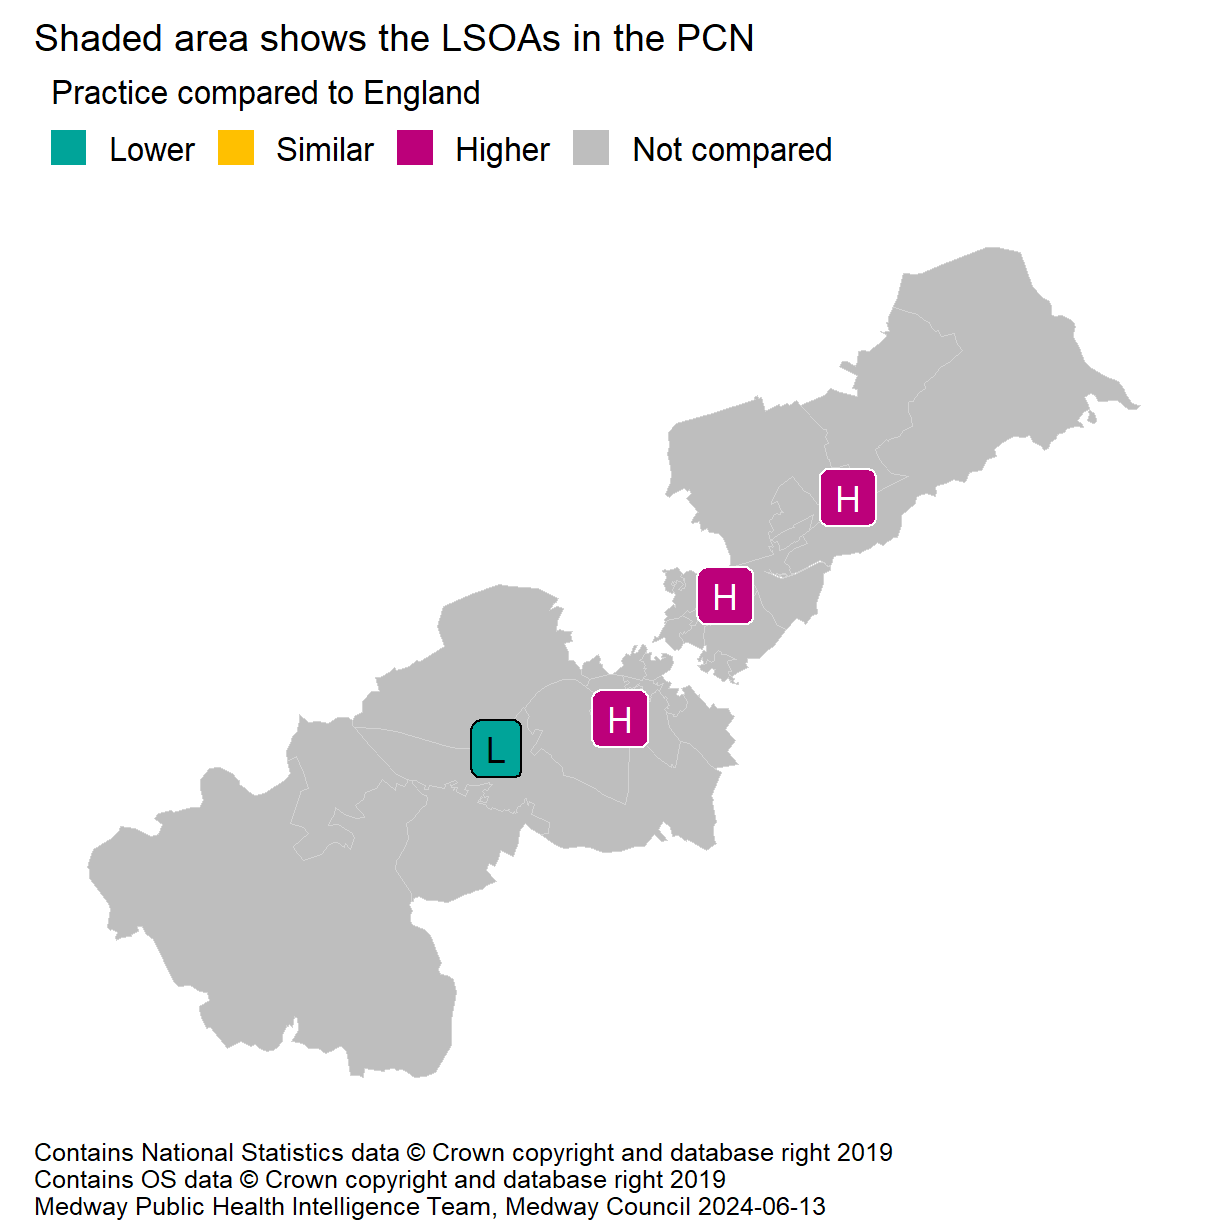 Shaded area shows the LSOAs in the PCN
Practice compared to England
Lower Similar Higher Not compared
H
H
H
L
Contains National Statistics data © Crown copyright and database right 2019
Contains OS data © Crown copyright and database right 2019
Medway Public Health Intelligence Team, Medway Council 2024-06-13